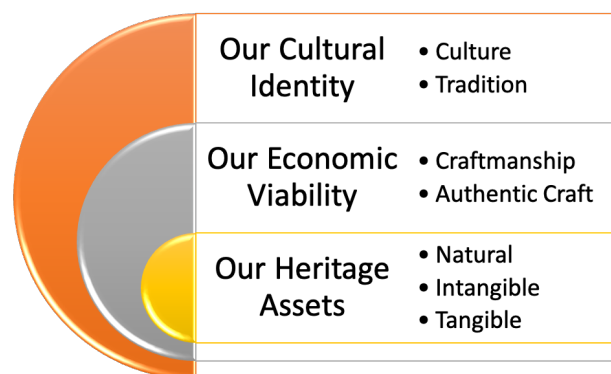 Our Cultural
Identity
• Culture
• Tradition
Our Economic
Viability
• Craftmanship
• Authentic Craft
Our Heritage
Assets
• Natural
• Intangible
• Tangible